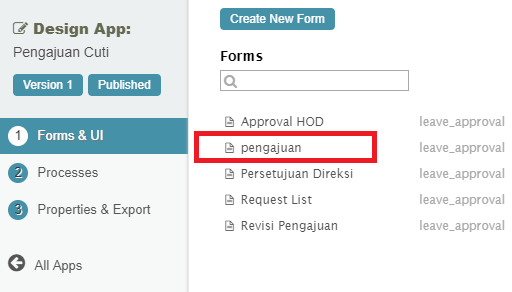 Design App:
Pengajuan Cuti
Version 1 Published
1 Forms & UI
2 Processes
3 Properties & Export
All Apps
Create New Form
Forms
Approval HOD leave_approval
pengajuan leave_approval
Persetujuan Direksi leave_approval
Request List leave_approval
Revisi Pengajuan leave_approval